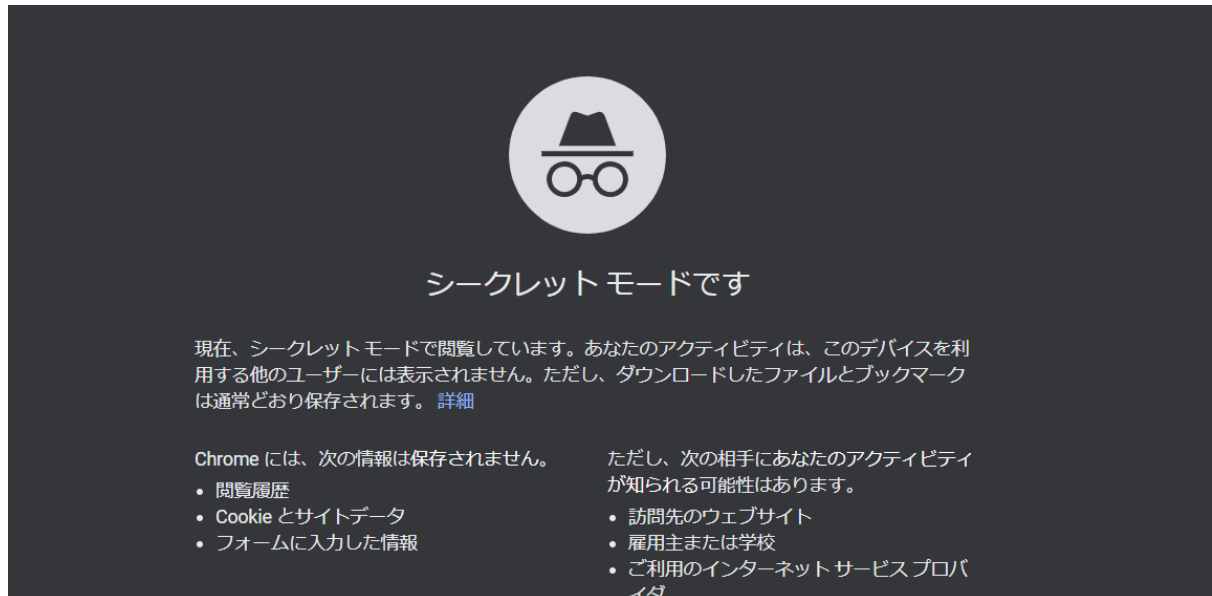 シークレット モードです
現在、シークレット モードで閲覧しています。あなたのアクティビティは、このデバイスを利
用する他のユーザーには表示されません。ただし、ダウンロードしたファイルとブックマーク
は通常どおり保存されます。 詳細
Chrome には、次の情報は保存されません。
• 閲覧履歴
• Cookie とサイトデータ
• フォームに入力した情報
ただし、次の相手にあなたのアクティビティ
が知られる可能性はあります。
• 訪問先のウェブサイト
• 雇用主または学校
• ご利用のインターネット サービス プロバ
イダ